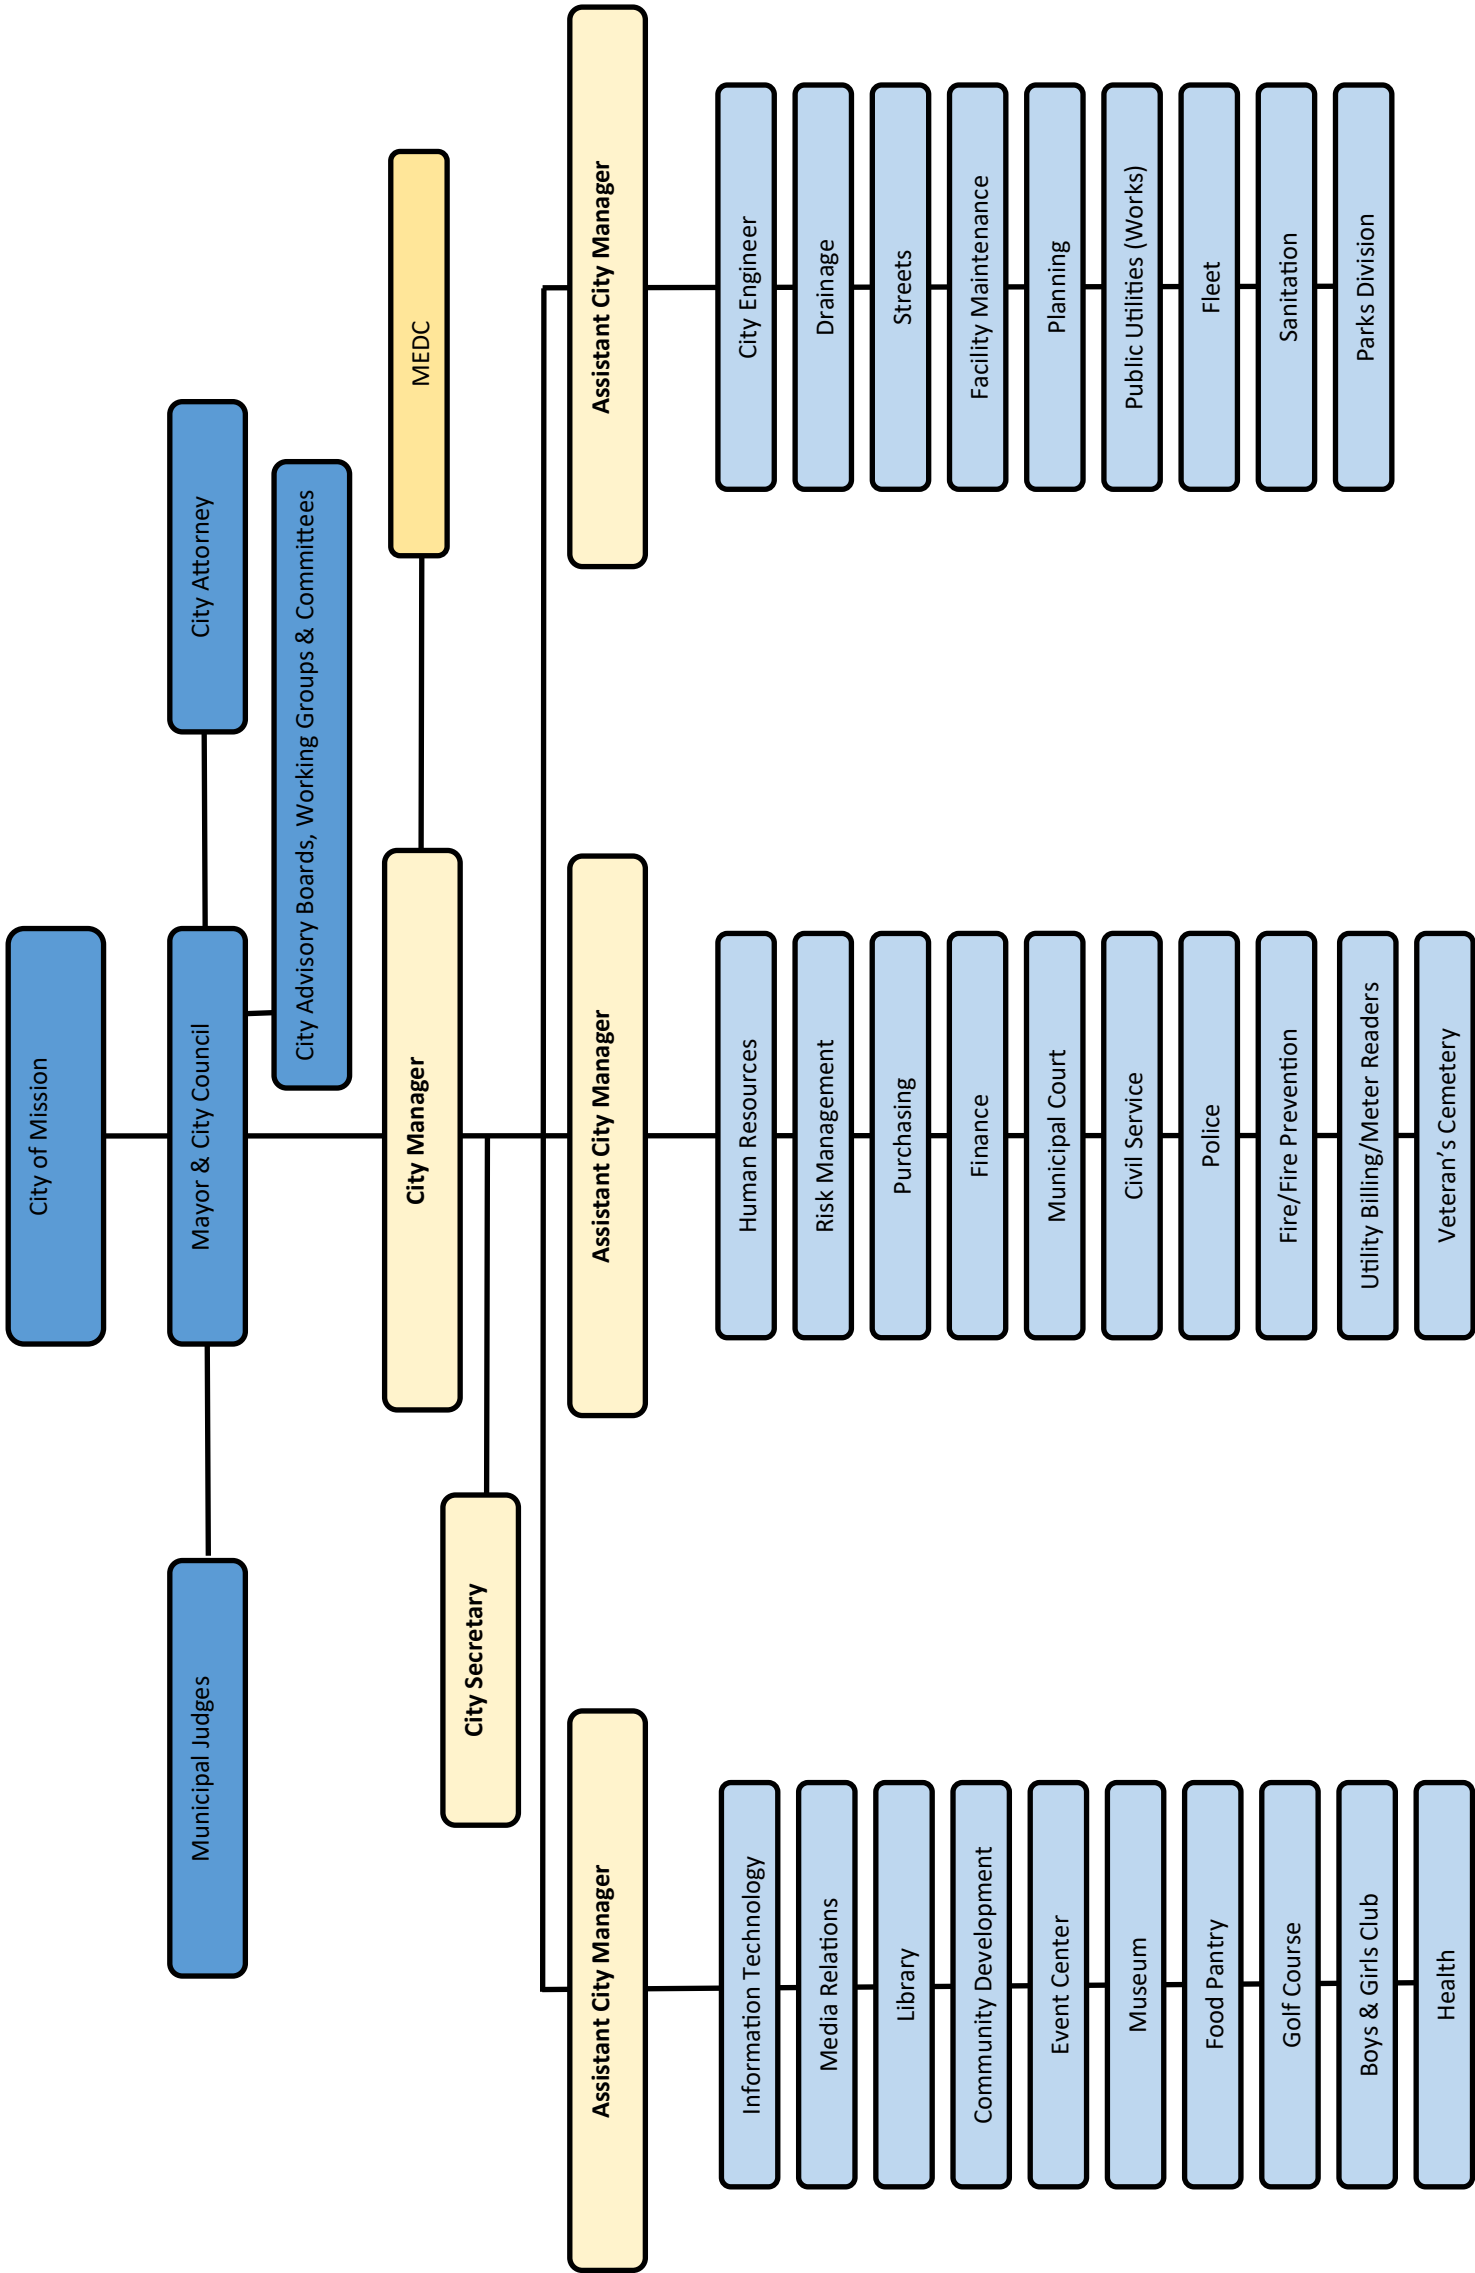 City of Mission
Municipal Judges
Mayor & City Council
City Attorney
City Advisory Boards, Working Groups & Committees
City Manager
MEDC
City Secretary
Assistant City Manager
Information Technology
Media Relations
Library
Community Development
Event Center
Museum
Food Pantry
Golf Course
Boys & Girls Club
Health
Assistant City Manager
Human Resources
Risk Management
Purchasing
Finance
Municipal Court
Civil Service
Police
Fire/Fire Prevention
Utility Billing/Meter Readers
Veteran’s Cemetery
Assistant City Manager
City Engineer
Drainage
Streets
Facility Maintenance
Planning
Public Utilities (Works)
Fleet
Sanitation
Parks Division